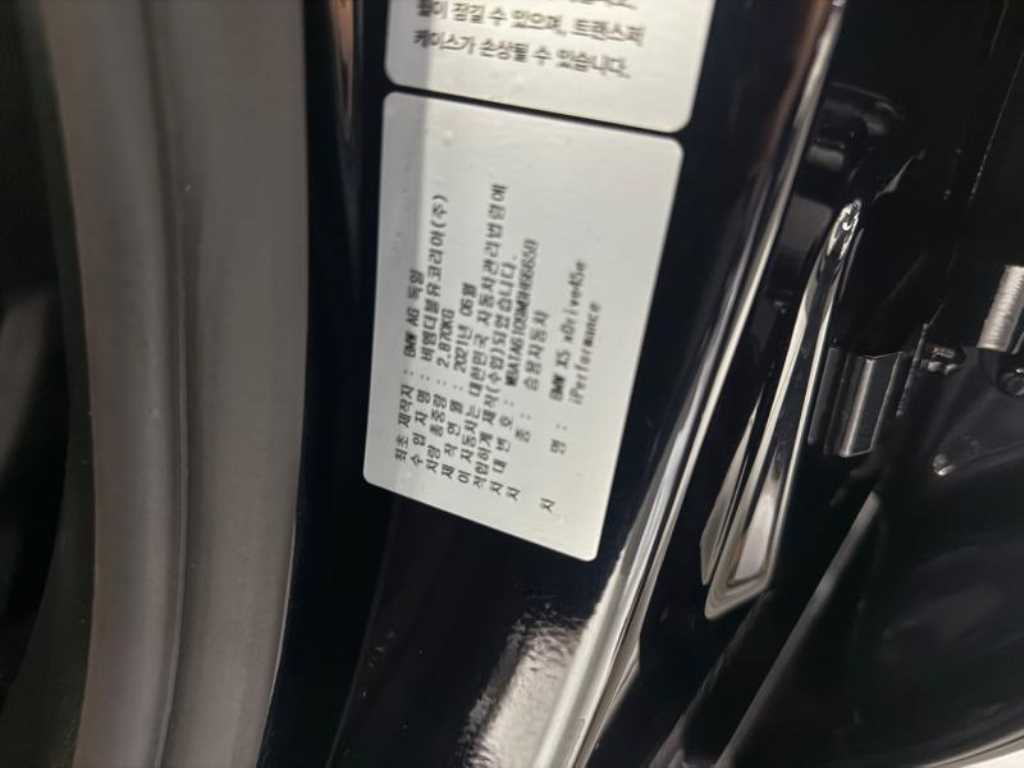 잠길 수 있으며, 트랜스퍼
케이스가 손상될 수 있습니다.
최초 제작자 : BMW AG 독일
수 입 자 명 : 비엠더블유코리아(주)
차량 총중량 : 2,870KG
제 작 연 월 : 2021년 06월
이 자동차는 대한민국 자동차관리법령에
적합하게 제작(수입)되었습니다.
차 대 번 호 :
차 종 : 승용자동차
차 명 : BMW X5 xDrive45e
iPerformance